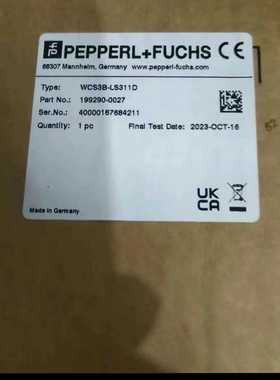 PEPPERL+FUCHS CE
68307 Mannheim, Germany www.pepperl-fuchs.com
Type: WCS3B-LS311D
Part No.: 199290-0027
Ser.No.: 40000167684211
Quantity: 1 pc Final Test Date: 2023-OCT-16
UK
CA
Made in Germany